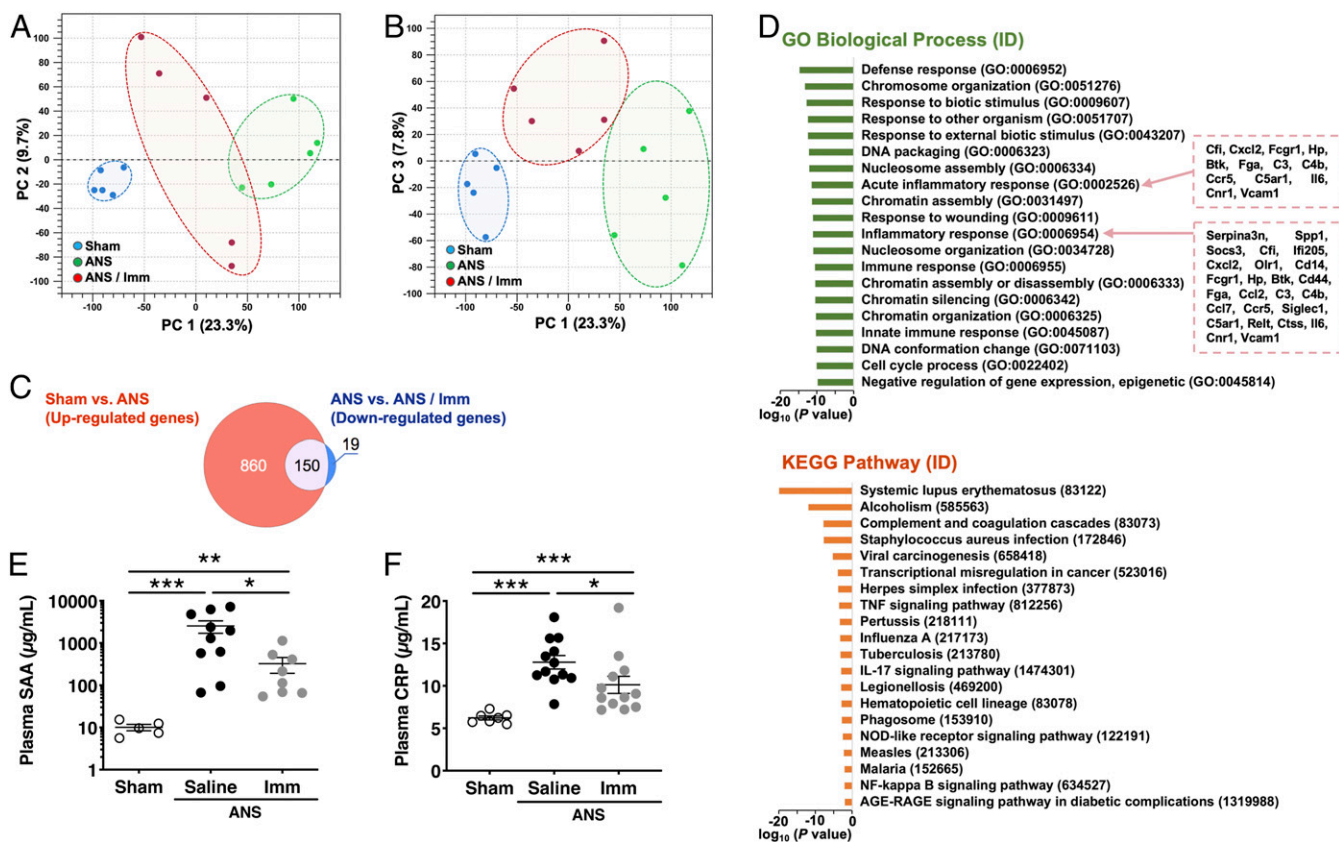 A
100
80
60
40
20
0
-20
-40
-60
-80
-100
PC 2 (9.7%)
Sham
ANS
ANS / Imm
-100
-50
0
50
100
PC 1 (23.3%)
B
100
80
60
40
20
0
-20
-40
-60
-80
-100
PC 3 (7.8%)
Sham
ANS
ANS / Imm
-100
-50
0
50
100
PC 1 (23.3%)
C
Sham vs. ANS
(Up-regulated genes)
ANS vs. ANS / Imm
(Down-regulated genes)
860
150
19
D
GO Biological Process (ID)
Defense response (GO:0006952)
Chromosome organization (GO:0051276)
Response to biotic stimulus (GO:0009607)
Response to other organism (GO:0051707)
Response to external biotic stimulus (GO:0043207)
DNA packaging (GO:0006323)
Nucleosome assembly (GO:0006334)
Acute inflammatory response (GO:0002526)
Chromatin assembly (GO:0031497)
Response to wounding (GO:0009611)
Inflammatory response (GO:0006954)
Nucleosome organization (GO:0034728)
Immune response (GO:0006955)
Chromatin assembly or disassembly (GO:0006333)
Chromatin silencing (GO:0006342)
Chromatin organization (GO:0006325)
Innate immune response (GO:0045087)
DNA conformation change (GO:0071103)
Cell cycle process (GO:0022402)
Negative regulation of gene expression, epigenetic (GO:0045814)
-20 -10 0
log10 (P value)
Cfi, Cxcl2, Fcgr1, Hp,
Btk, Fga, C3, C4b,
Ccr5, C5ar1, Il6,
Cnr1, Vcam1
Serpina3n, Spp1,
Socs3, Cfi, Ifi205,
Cxcl2, Olr1, Cd14,
Fcgr1, Hp, Btk, Cd44,
Fga, Ccl2, C3, C4b,
Ccl7, Ccr5, Siglec1,
C5ar1, Relt, Ctss, Il6,
Cnr1, Vcam1
KEGG Pathway (ID)
Systemic lupus erythematosus (83122)
Alcoholism (585563)
Complement and coagulation cascades (83073)
Staphylococcus aureus infection (172846)
Viral carcinogenesis (658418)
Transcriptional misregulation in cancer (523016)
Herpes simplex infection (377873)
TNF signaling pathway (812256)
Pertussis (218111)
Influenza A (217173)
Tuberculosis (213780)
IL-17 signaling pathway (1474301)
Legionellosis (469200)
Hematopoietic cell lineage (83078)
Phagosome (153910)
NOD-like receptor signaling pathway (122191)
Measles (213306)
Malaria (152665)
NF-kappa B signaling pathway (634527)
AGE-RAGE signaling pathway in diabetic complications (1319988)
-20 -10 0
log10 (P value)
E
**
***
*
10000
1000
100
10
1
Plasma SAA (µg/mL)
Sham
Saline
Imm
ANS
F
***
***
*
20
15
10
5
0
Plasma CRP (µg/mL)
Sham
Saline
Imm
ANS